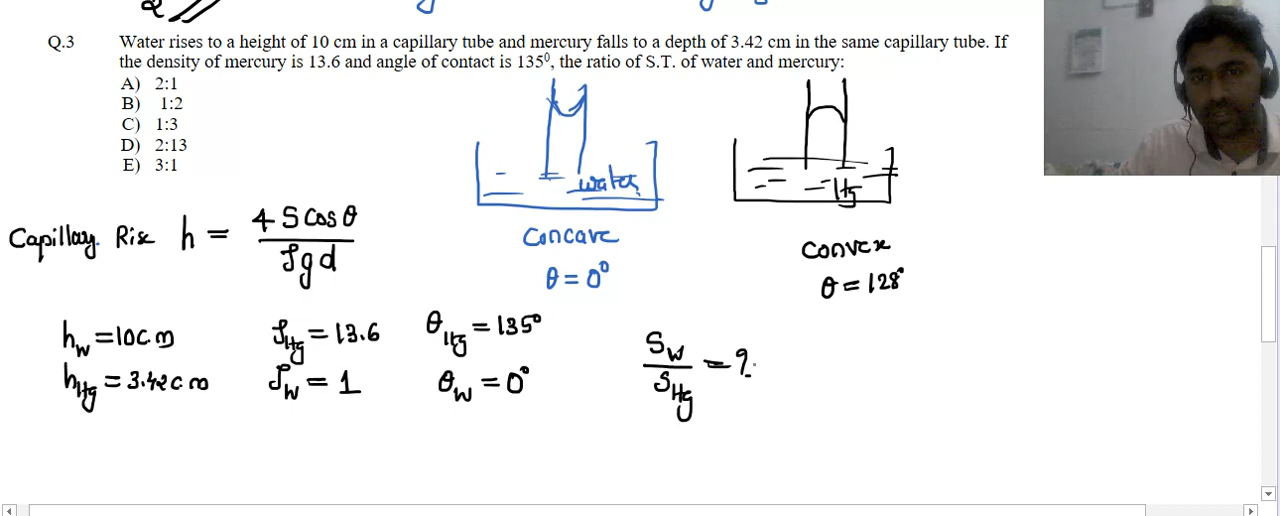 Q.3 Water rises to a height of 10 cm in a capillary tube and mercury falls to a depth of 3.42 cm in the same capillary tube. If
the density of mercury is 13.6 and angle of contact is 135⁰, the ratio of S.T. of water and mercury:
A) 2:1
B) 1:2
C) 1:3
D) 2:13
E) 3:1
water
Hg
Capillary Rise h = 4 S Cos θ / ρ g d
Concave
θ = 0°
Convex
θ = 128°
h_w = 10 c.m ρ_Hg = 13.6 θ_Hg = 135°
h_Hg = 3.42 c m ρ_w = 1 θ_w = 0°
S_w / S_Hg = ?